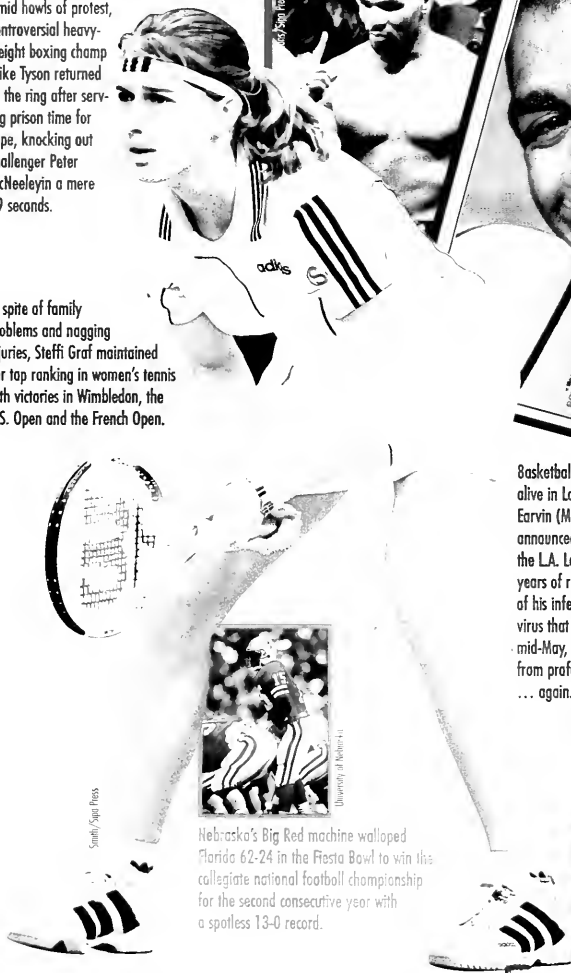 mid howls of protest,
ntroversial heavy-
eight boxing champ
ike Tyson returned
the ring after serv-
g prison time for
pe, knocking out
allenger Peter
cNeeleyin a mere
9 seconds.
spite of family
oblems and nagging
juries, Steffi Graf maintained
r top ranking in women's tennis
th victories in Wimbledon, the
S. Open and the French Open.
adidas
Basketbal
alive in Lo
Earvin (M
announced
the L.A. La
years of r
of his infe
virus that
mid-May,
from prof
... again.
University of Nebraska
15
Smith/Sipa Press
Nebraska's Big Red machine walloped
Florida 62-24 in the Fiesta Bowl to win the
collegiate national football championship
for the second consecutive year with
a spotless 13-0 record.